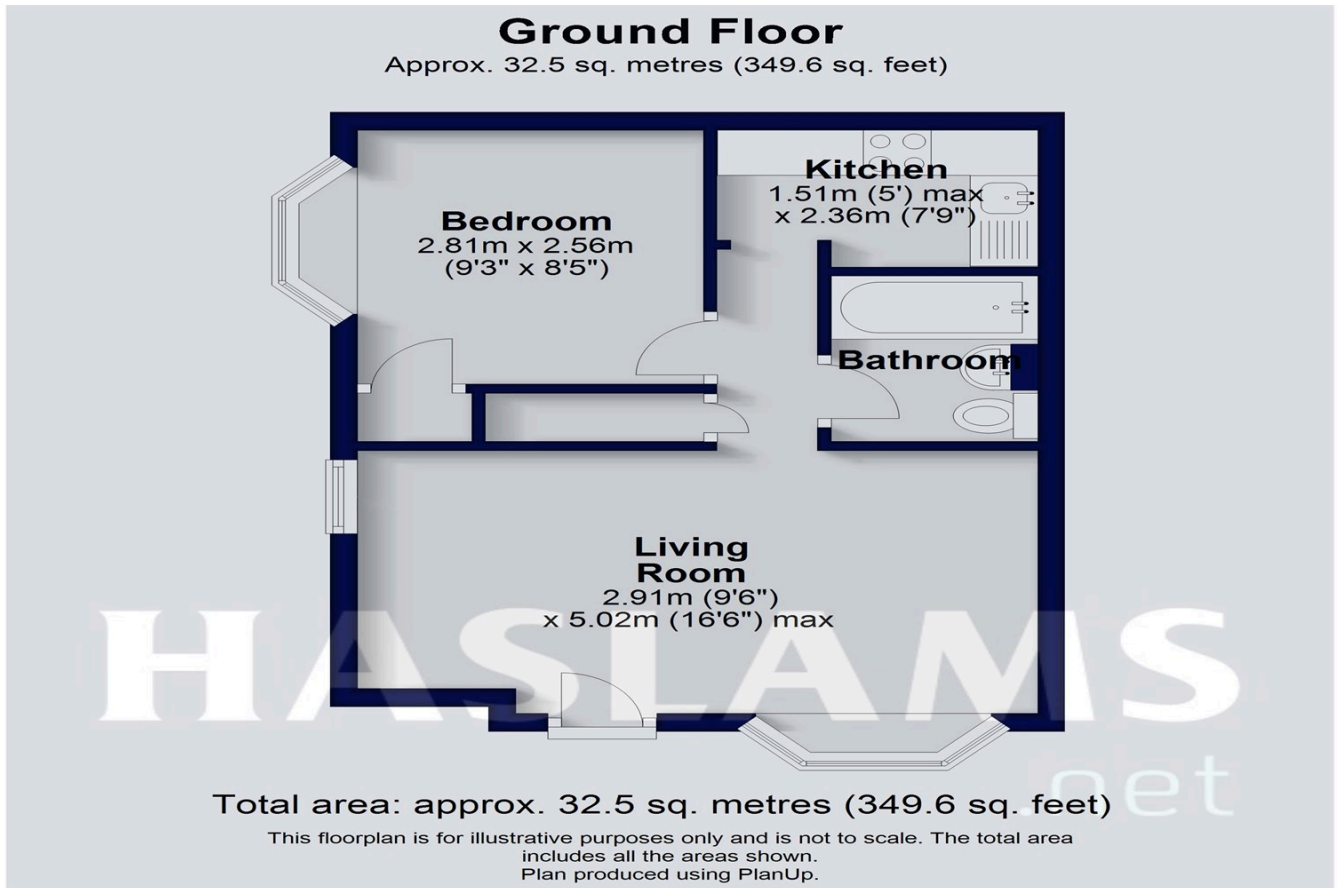 Ground Floor
Approx. 32.5 sq. metres (349.6 sq. feet)
Kitchen
1.51m (5') max
x 2.36m (7'9")
Bedroom
2.81m x 2.56m
(9'3" x 8'5")
Bathroom
Living
Room
2.91m (9'6")
x 5.02m (16'6") max
HASLAMS
.net
Total area: approx. 32.5 sq. metres (349.6 sq. feet)
This floorplan is for illustrative purposes only and is not to scale. The total area
includes all the areas shown.
Plan produced using PlanUp.